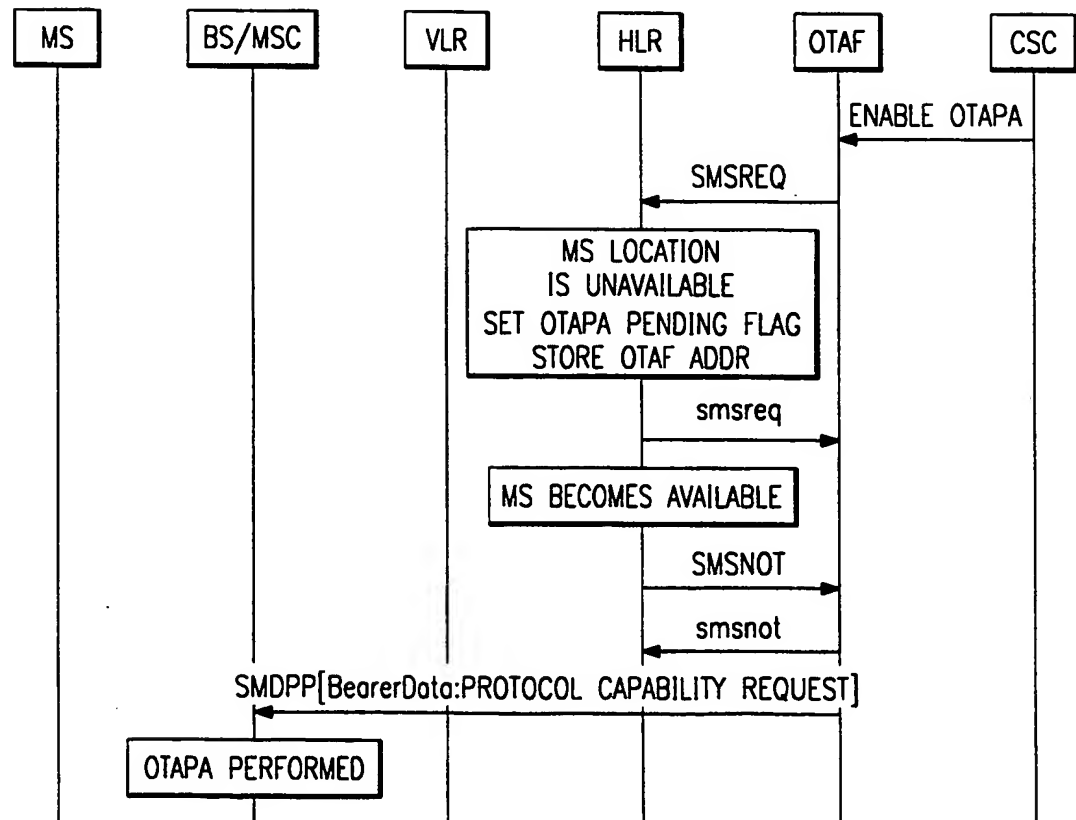 MS
BS/MSC
VLR
HLR
OTAF
CSC
ENABLE OTAPA
SMSREQ
MS LOCATION
IS UNAVAILABLE
SET OTAPA PENDING FLAG
STORE OTAF ADDR
smsreq
MS BECOMES AVAILABLE
SMSNOT
smsnot
SMDPP[BearerData:PROTOCOL CAPABILITY REQUEST]
OTAPA PERFORMED